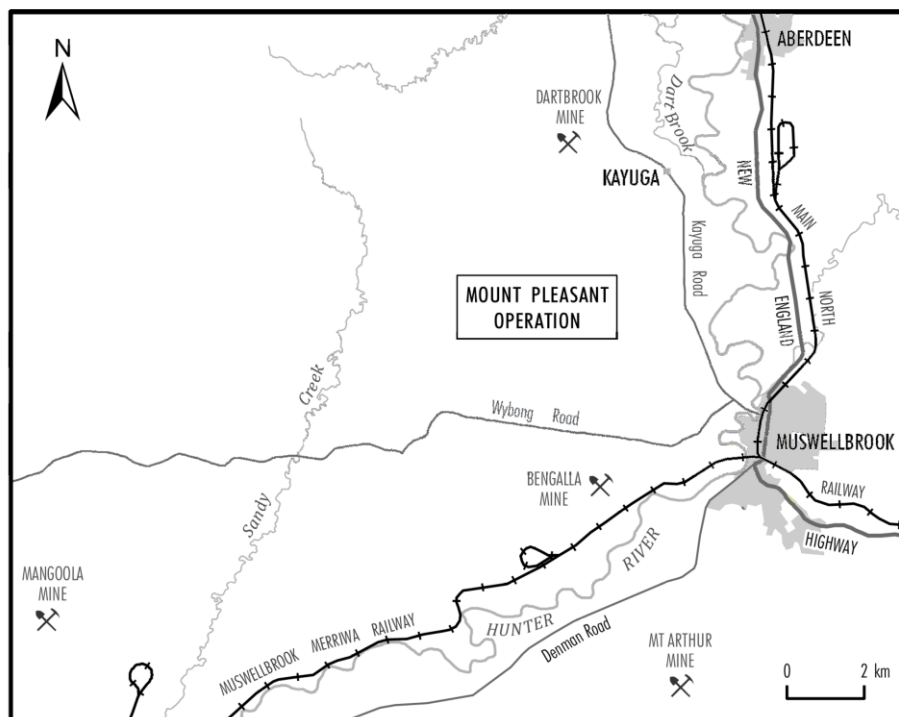 N
ABERDEEN
Dart Brook
DARTBROOK
MINE
KAYUGA
NEW
MAIN
Kayuga Road
MOUNT PLEASANT
OPERATION
NORTH
ENGLAND
Sandy Creek
Wybong Road
MUSWELLBROOK
BENGALLA
MINE
RAILWAY
HIGHWAY
RIVER
MANGOOLA
MINE
HUNTER
MUSWELLBROOK MERRIWA RAILWAY
Denman Road
MT ARTHUR
MINE
0 2 km